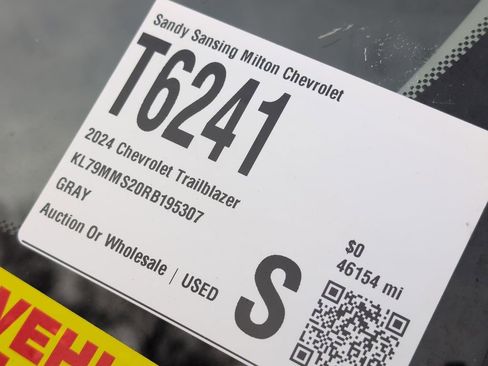 Sandy Sansing Milton Chevrolet
T6241
2024 Chevrolet Trailblazer
KL79MMS20RB195307
GRAY
Auction Or Wholesale | USED
S
$0
46154 mi